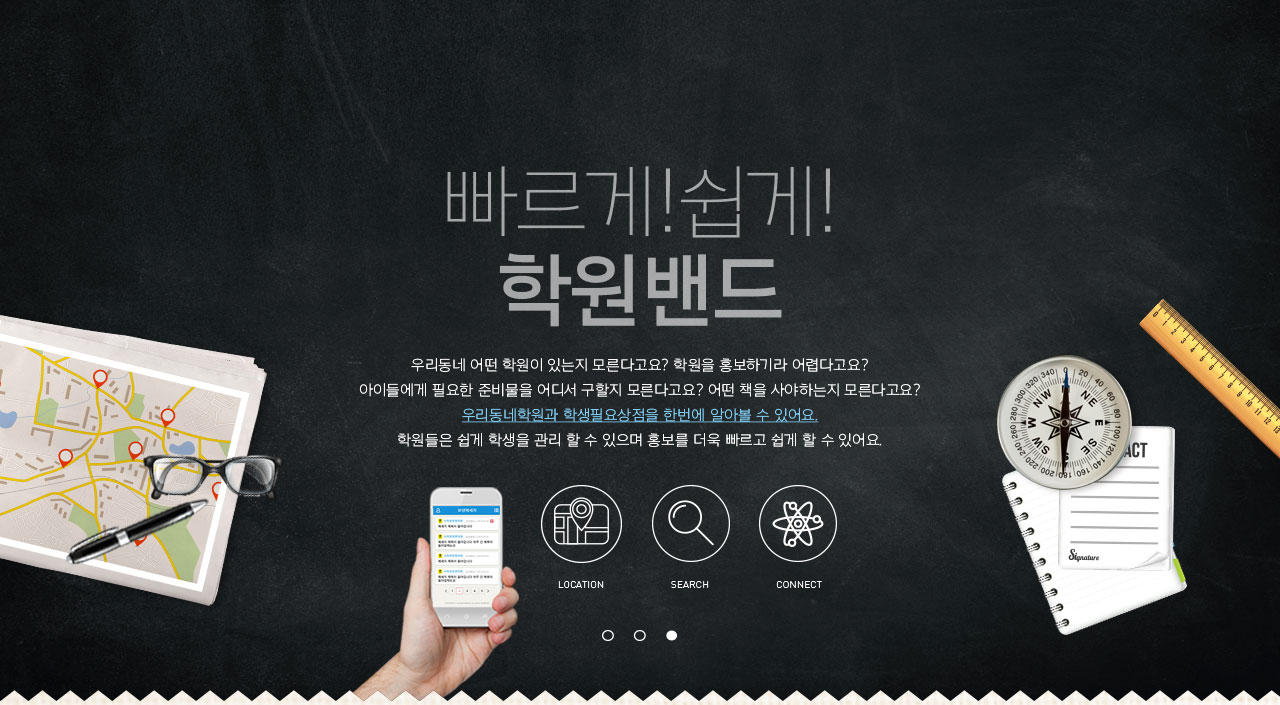 빠르게!쉽게!
학원밴드
우리동네 어떤 학원이 있는지 모른다고요? 학원을 홍보하기라 어렵다고요?
아이들에게 필요한 준비물을 어디서 구할지 모른다고요? 어떤 책을 사야하는지 모른다고요?
우리동네학원과 학생필요상점을 한번에 알아볼 수 있어요.
학원들은 쉽게 학생을 관리 할 수 있으며 홍보를 더욱 빠르고 쉽게 할 수 있어요.
LOCATION
SEARCH
CONNECT
N
NE
E
SE
S
SW
W
NW
ACT
Signature